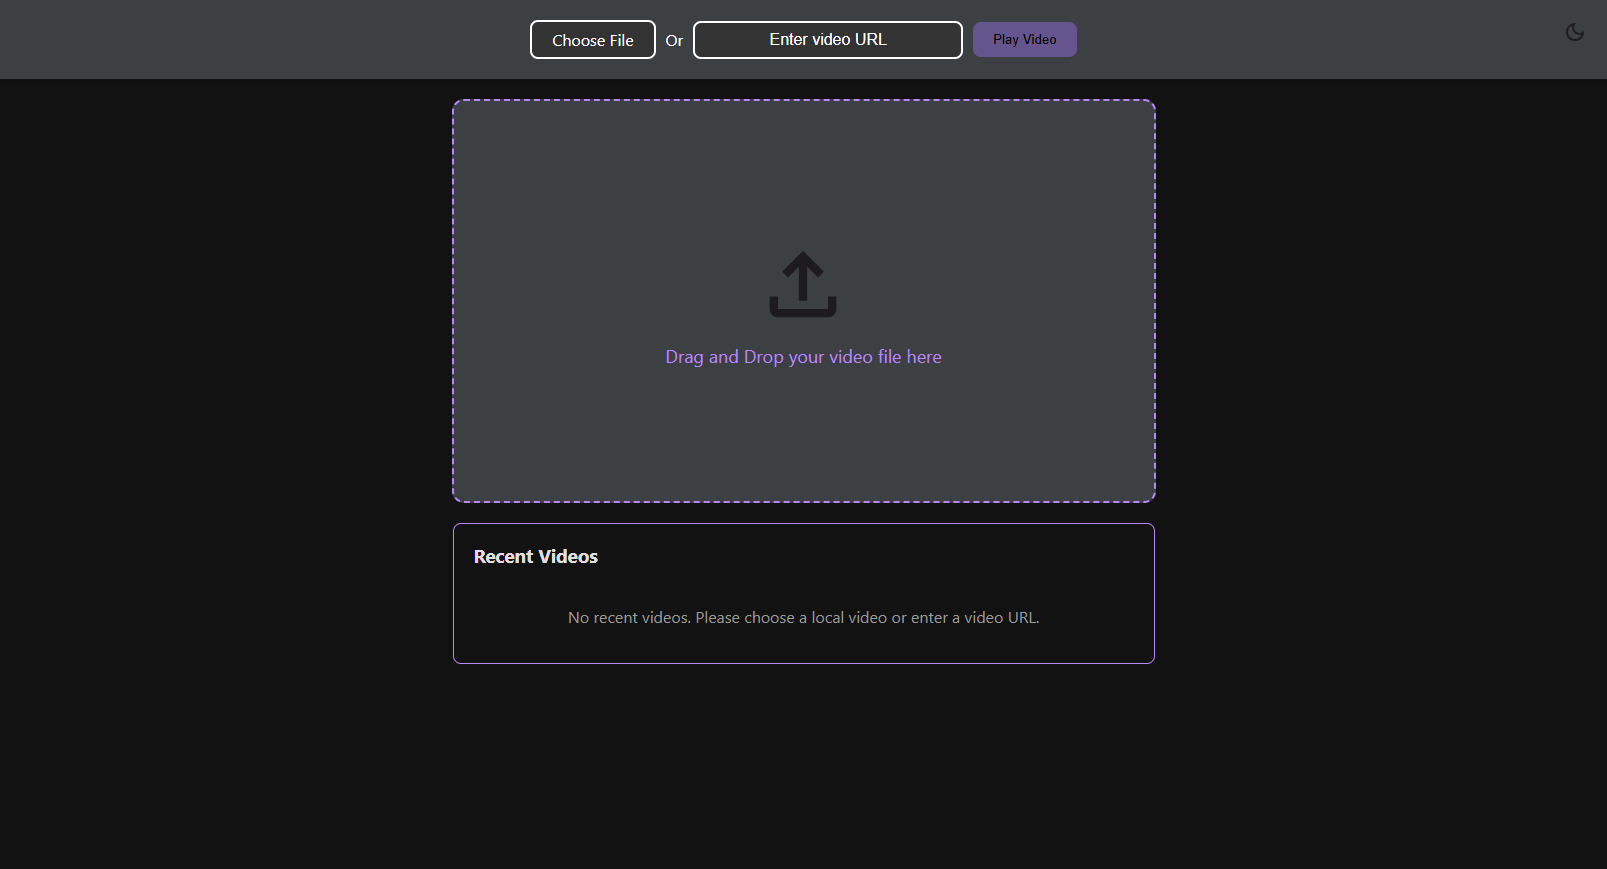 Choose File Or Enter video URL Play Video
Drag and Drop your video file here
Recent Videos
No recent videos. Please choose a local video or enter a video URL.